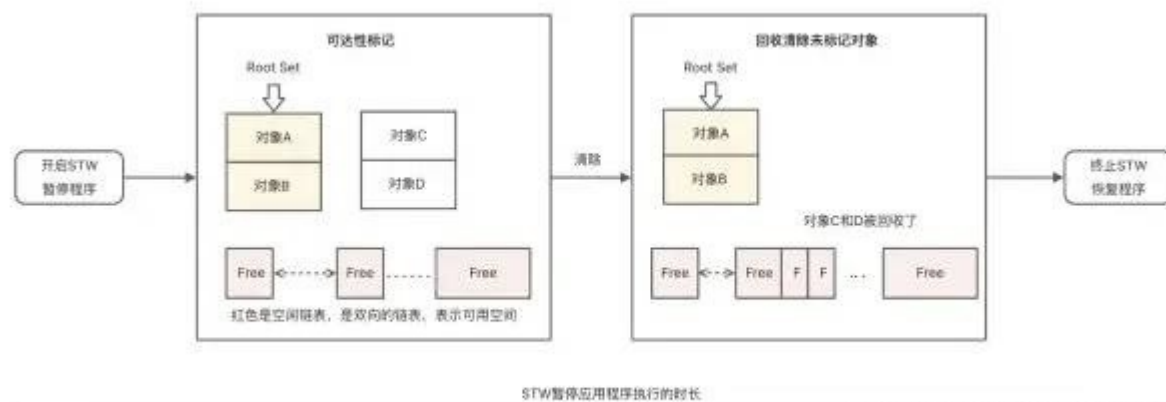 开启STW
暂停程序
可达性标记
Root Set
对象A
对象B
对象C
对象D
Free
Free
Free
红色是空闲链表，是双向的链表，表示可用空间
清除
回收清除未标记对象
Root Set
对象A
对象B
对象C和D被回收了
Free
Free
F
F
...
Free
终止STW
恢复程序
STW暂停应用程序执行的时长